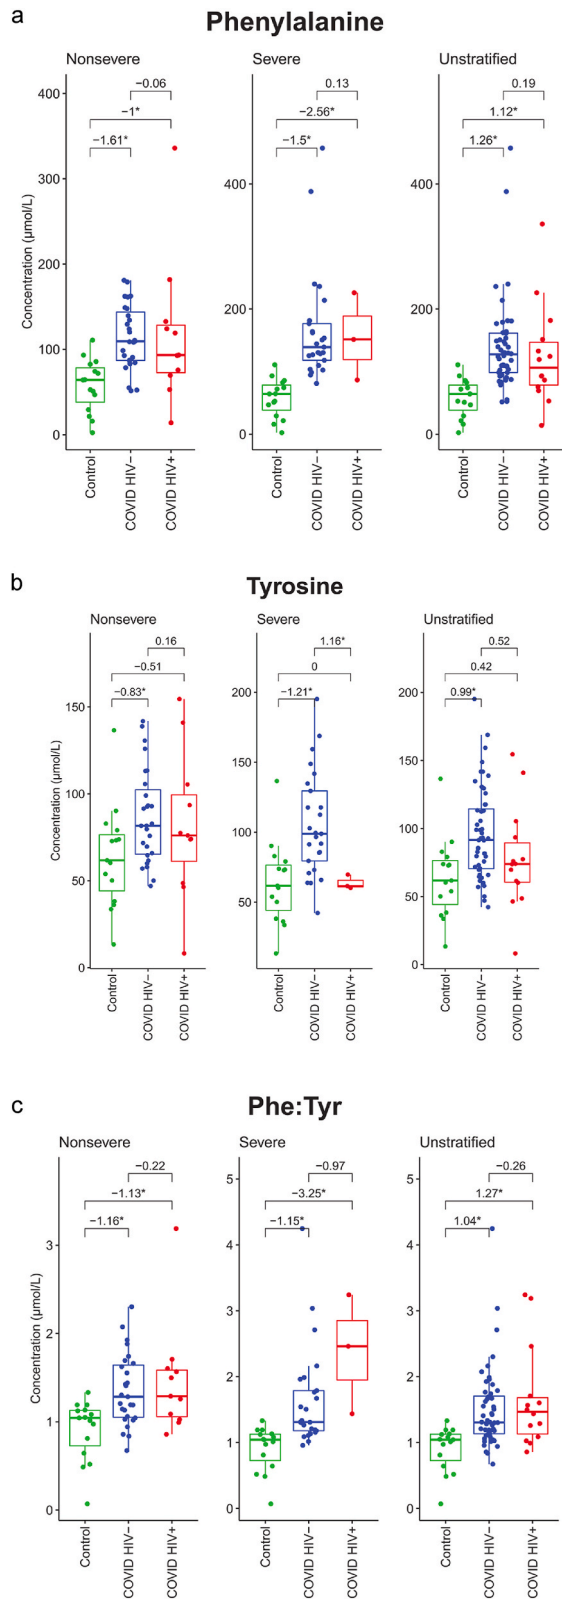 a
Phenylalanine
Nonsevere
Severe
Unstratified
−0.06
0.13
0.19
−1*
−2.56*
1.12*
−1.61*
−1.5*
1.26*
Concentration (μmol/L)
400
300
200
100
0
400
200
0
400
200
0
Control
COVID HIV−
COVID HIV+
Control
COVID HIV−
COVID HIV+
Control
COVID HIV−
COVID HIV+
b
Tyrosine
Nonsevere
Severe
Unstratified
0.16
1.16*
0.52
−0.51
0
0.42
−0.83*
−1.21*
0.99*
Concentration (μmol/L)
150
100
50
0
200
150
100
50
200
150
100
50
0
Control
COVID HIV−
COVID HIV+
Control
COVID HIV−
COVID HIV+
Control
COVID HIV−
COVID HIV+
c
Phe:Tyr
Nonsevere
Severe
Unstratified
−0.22
−0.97
−0.26
−1.13*
−3.25*
1.27*
−1.16*
−1.15*
1.04*
Concentration (μmol/L)
3
2
1
0
5
4
3
2
1
0
5
4
3
2
1
0
Control
COVID HIV−
COVID HIV+
Control
COVID HIV−
COVID HIV+
Control
COVID HIV−
COVID HIV+